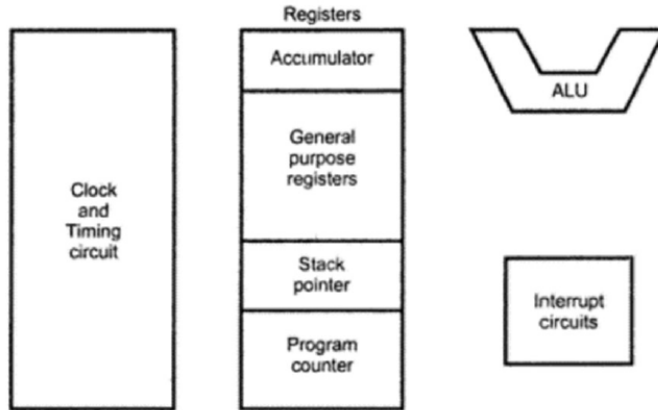 Clock
and
Timing
circuit
Registers
Accumulator
General
purpose
registers
Stack
pointer
Program
counter
ALU
Interrupt
circuits